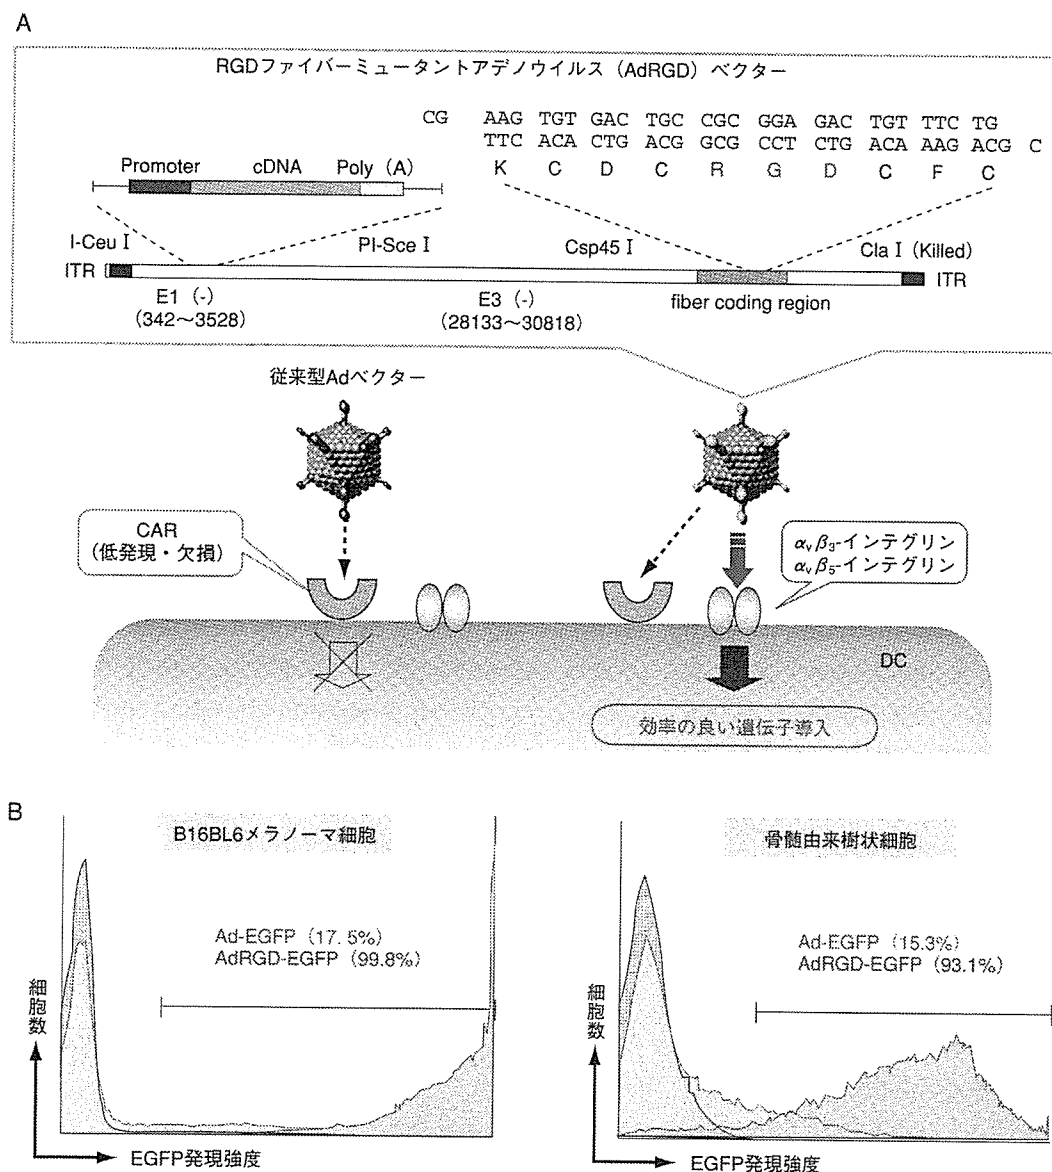 A
RGDファイバーミュータントアデノウイルス（AdRGD）ベクター
CG AAG TGT GAC TGC CGC GGA GAC TGT TTC TG
TTC ACA CTG ACG GCG CCT CTG ACA AAG ACG C
K C D C R G D C F C
Promoter cDNA Poly（A）
I-Ceu I PI-Sce I Csp45 I Cla I（Killed）
ITR ITR
E1（-） E3（-） fiber coding region
（342～3528） （28133～30818）
従来型Adベクター
CAR
（低発現・欠損）
αvβ3-インテグリン
αvβ5-インテグリン
DC
効率の良い遺伝子導入
B
B16BL6メラノーマ細胞
Ad-EGFP（17. 5%）
AdRGD-EGFP（99.8%）
細胞数
EGFP発現強度
骨髄由来樹状細胞
Ad-EGFP（15.3%）
AdRGD-EGFP（93.1%）
細胞数
EGFP発現強度